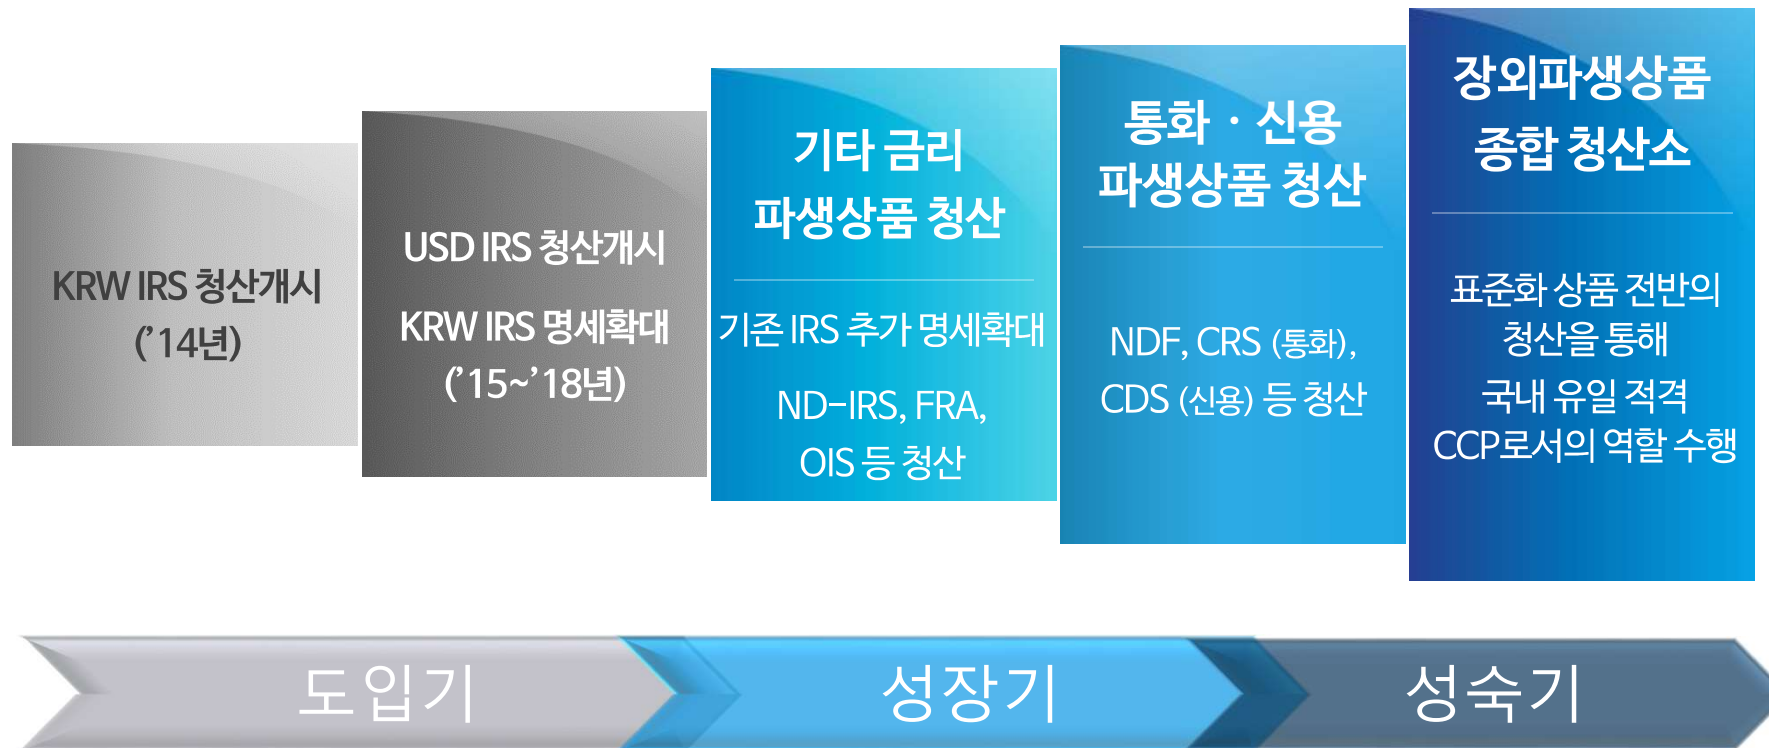 KRW IRS 청산개시
(’14년)
USD IRS 청산개시
KRW IRS 명세확대
(’15~’18년)
기타 금리
파생상품 청산
기존 IRS 추가 명세확대
ND-IRS, FRA,
OIS 등 청산
통화 · 신용
파생상품 청산
NDF, CRS (통화),
CDS (신용) 등 청산
장외파생상품
종합 청산소
표준화 상품 전반의
청산을 통해
국내 유일 적격
CCP로서의 역할 수행
도입기
성장기
성숙기